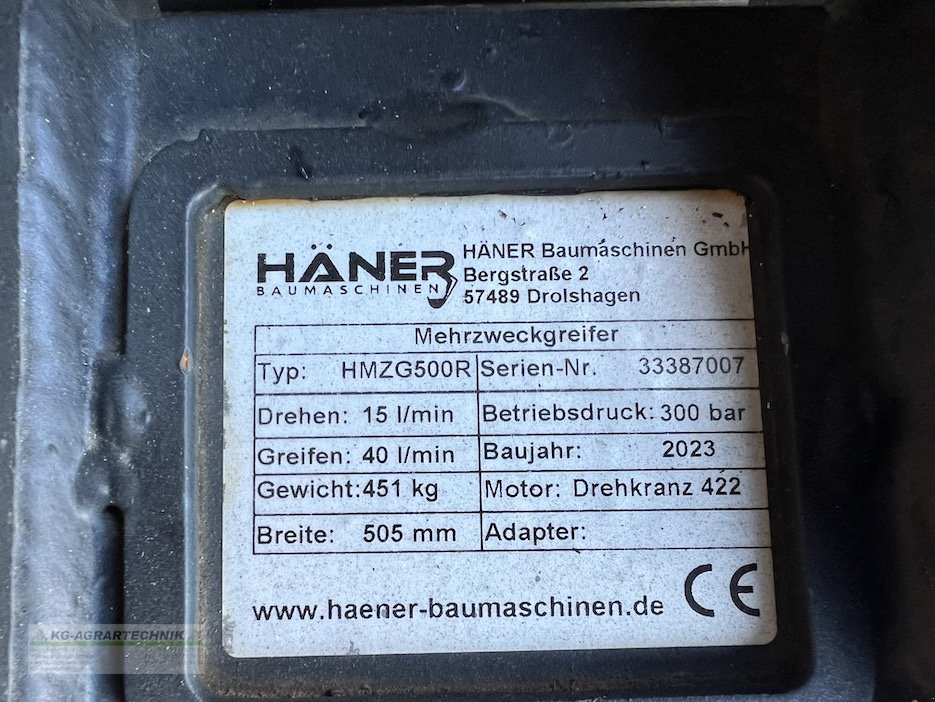 HÄNER
BAUMASCHINEN
HÄNER Baumaschinen GmbH
Bergstraße 2
57489 Drolshagen
Mehrzweckgreifer
Typ: HMZG500R Serien-Nr. 33387007
Drehen: 15 l/min Betriebsdruck: 300 bar
Greifen: 40 l/min Baujahr: 2023
Gewicht: 451 kg Motor: Drehkranz 422
Breite: 505 mm Adapter:
www.haener-baumaschinen.de CE
KG-AGRARTECHNIK